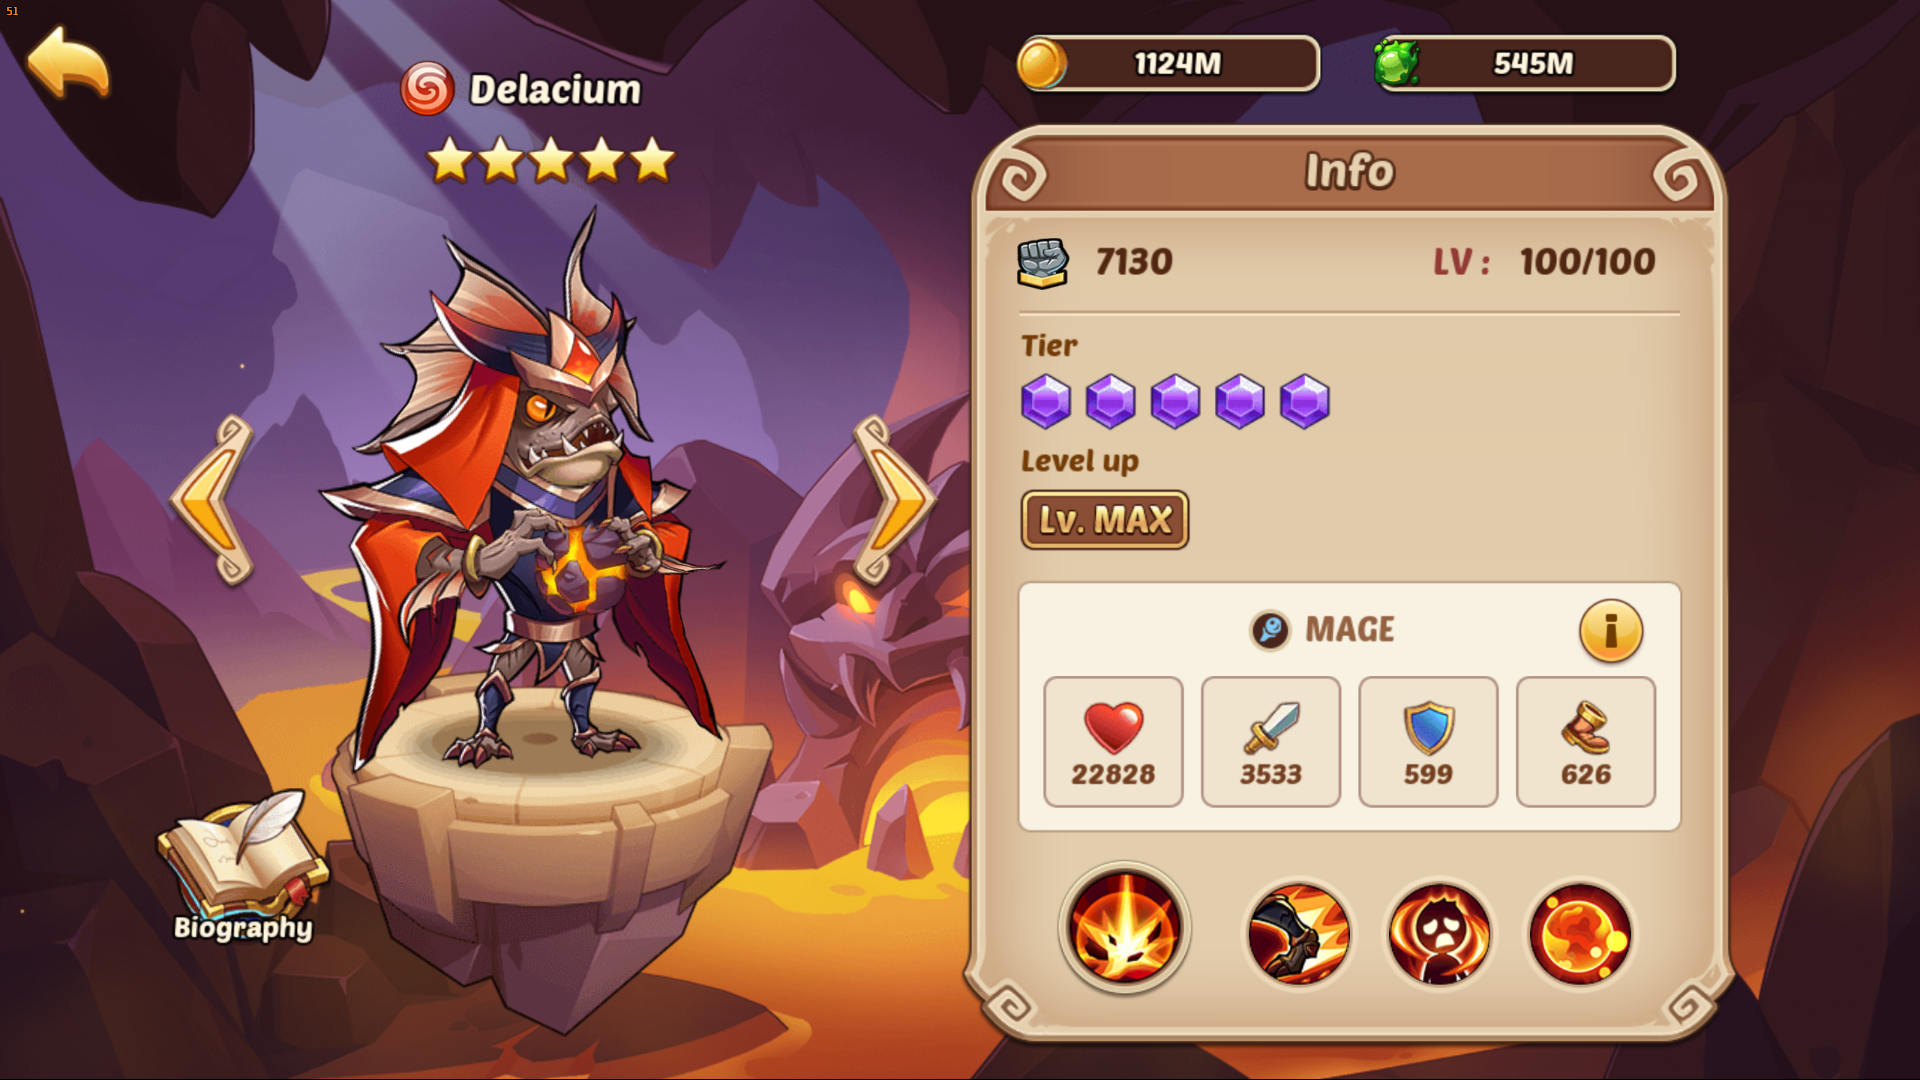 51
1124M
545M
Delacium
Info
7130
LV : 100/100
Tier
Level up
Lv. MAX
MAGE
22828
3533
599
626
Biography